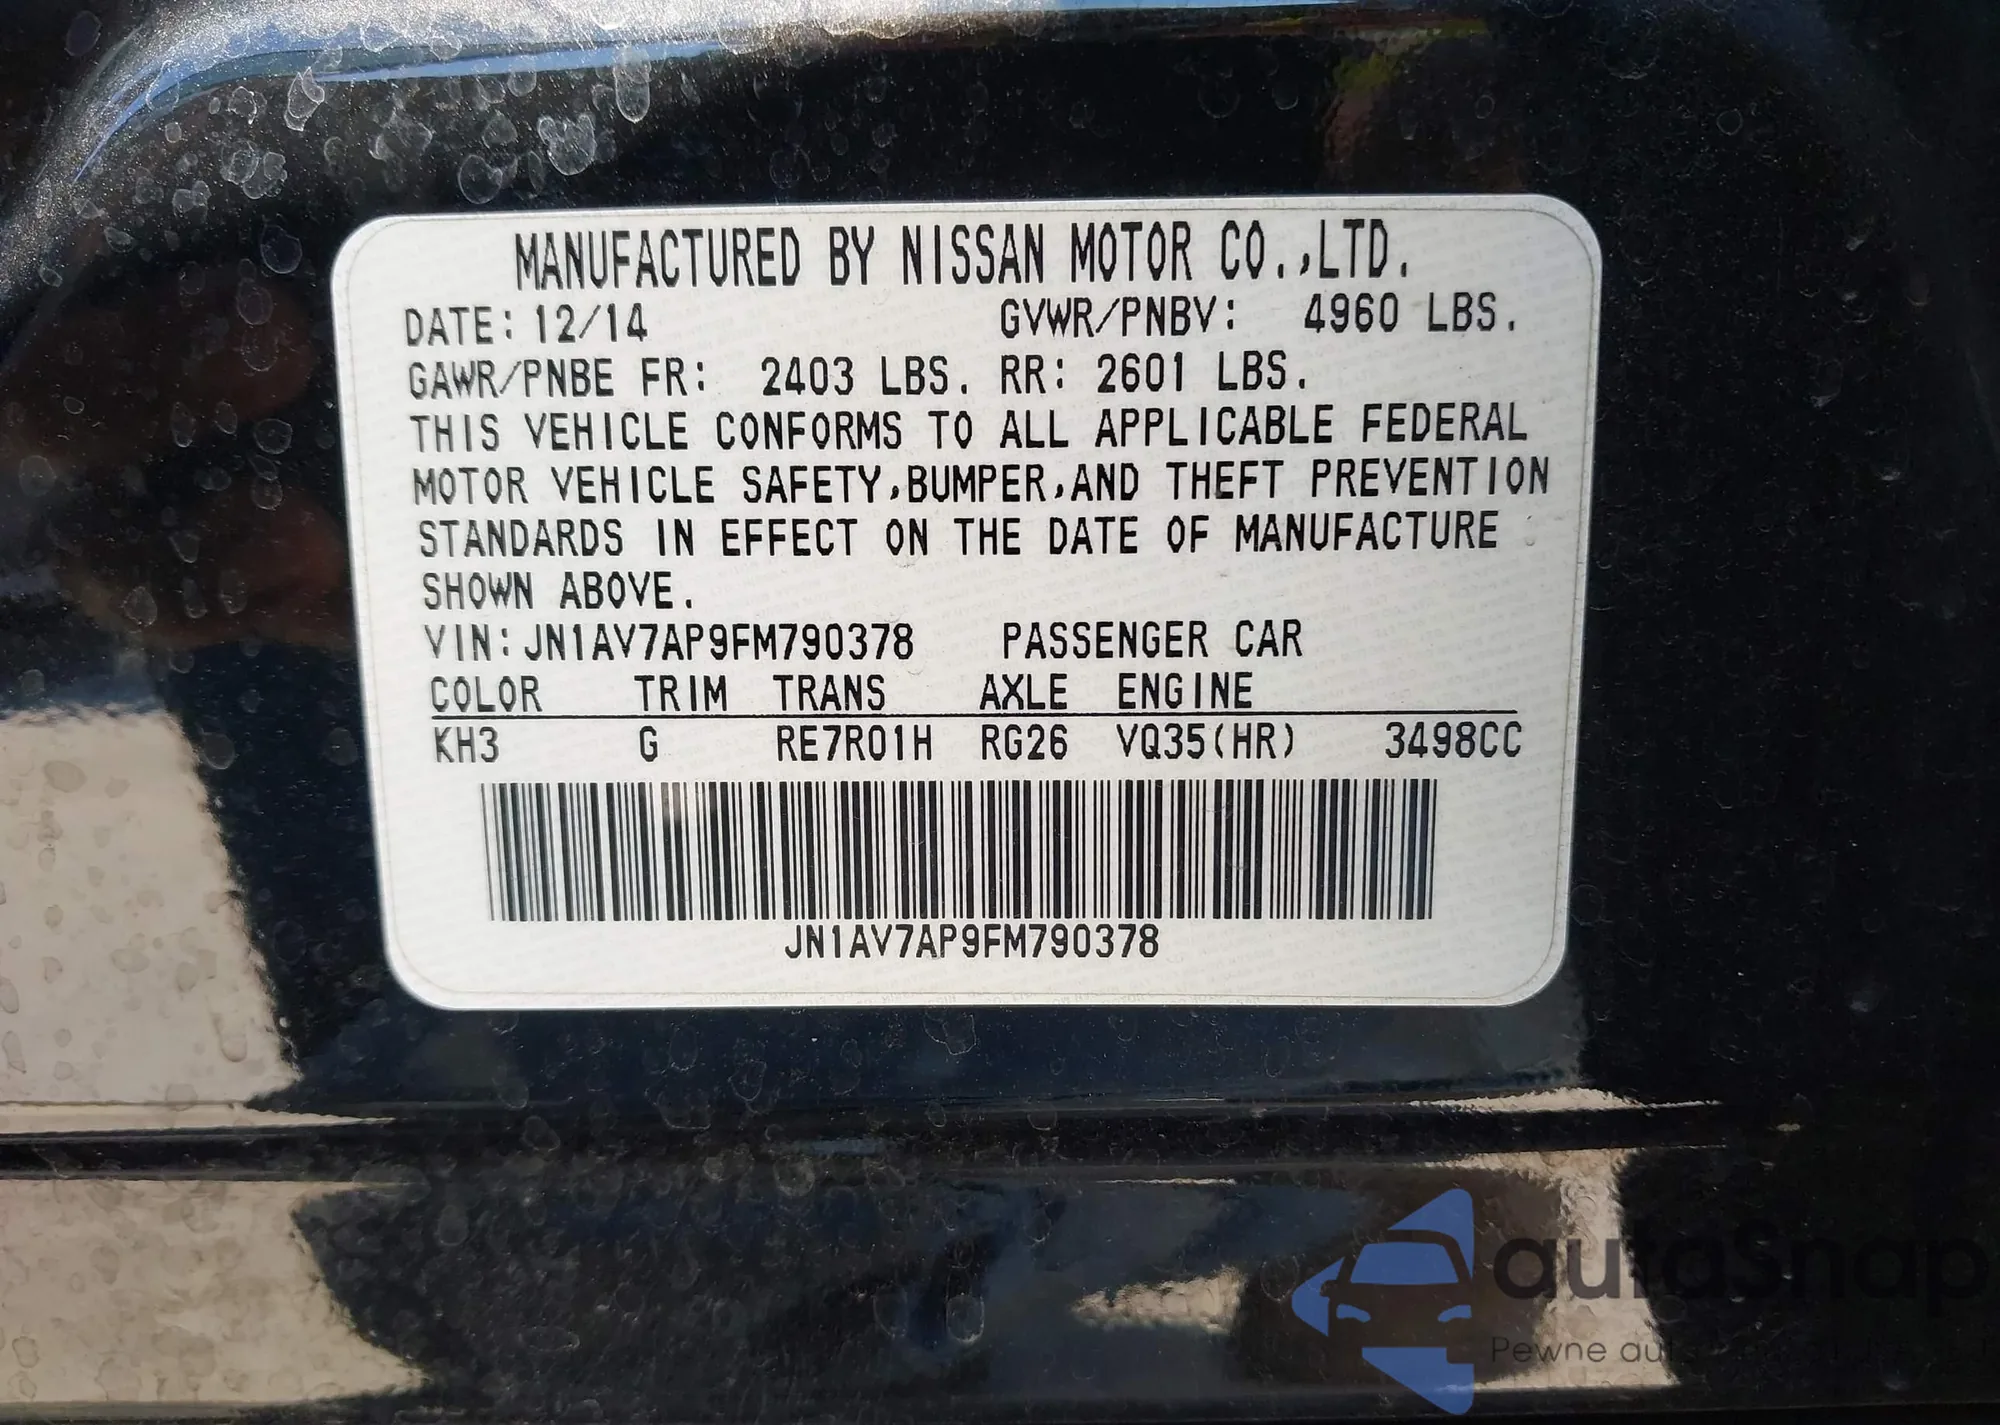 MANUFACTURED BY NISSAN MOTOR CO.,LTD.
DATE: 12/14 GVWR/PNBV: 4960 LBS.
GAWR/PNBE FR: 2403 LBS. RR: 2601 LBS.
THIS VEHICLE CONFORMS TO ALL APPLICABLE FEDERAL
MOTOR VEHICLE SAFETY,BUMPER,AND THEFT PREVENTION
STANDARDS IN EFFECT ON THE DATE OF MANUFACTURE
SHOWN ABOVE.
VIN:JN1AV7AP9FM790378 PASSENGER CAR
COLOR TRIM TRANS AXLE ENGINE
KH3 G RE7R01H RG26 VQ35(HR) 3498CC
JN1AV7AP9FM790378
autaSnap
Pewne